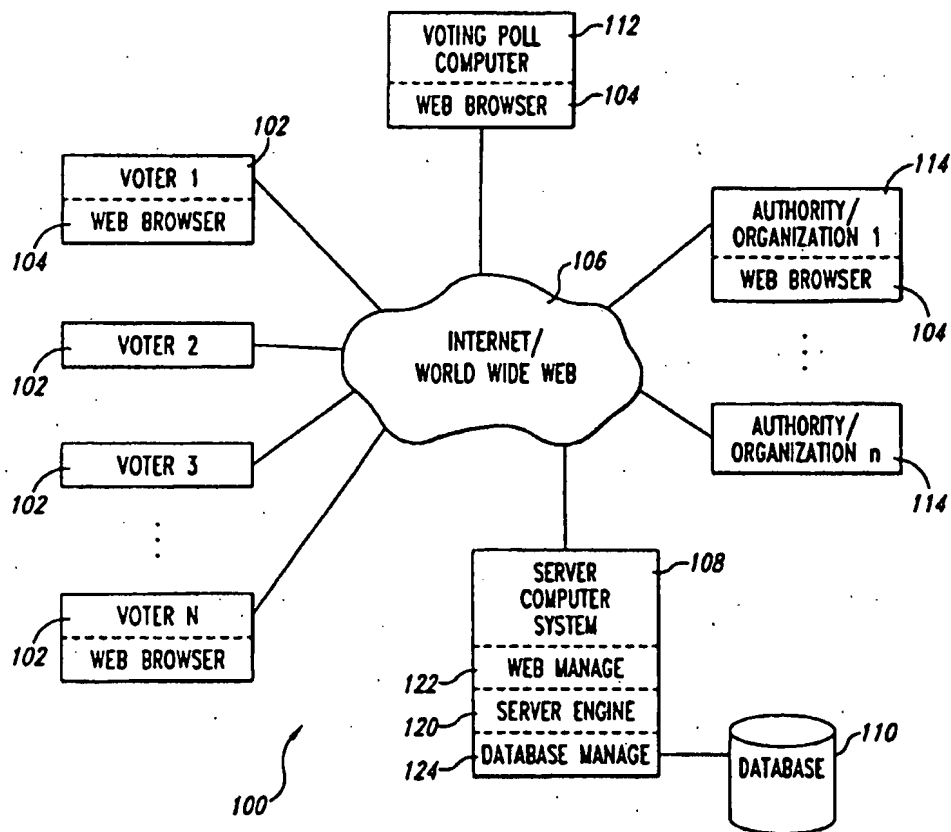 VOTING POLL
COMPUTER
WEB BROWSER
112
104
102
VOTER 1
WEB BROWSER
104
VOTER 2
102
VOTER 3
102
VOTER N
WEB BROWSER
102
106
INTERNET/
WORLD WIDE WEB
114
AUTHORITY/
ORGANIZATION 1
WEB BROWSER
104
AUTHORITY/
ORGANIZATION n
114
108
SERVER
COMPUTER
SYSTEM
WEB MANAGE
122
SERVER ENGINE
120
DATABASE MANAGE
124
DATABASE
110
100